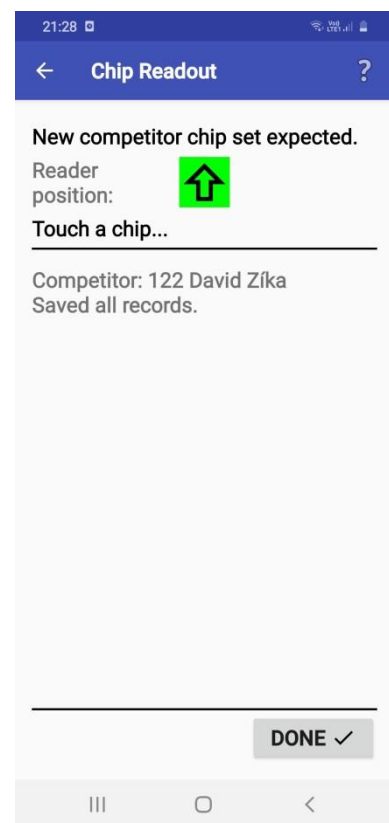 21:28
Chip Readout ?
New competitor chip set expected.
Reader
position:
Touch a chip...
Competitor: 122 David Zíka
Saved all records.
DONE